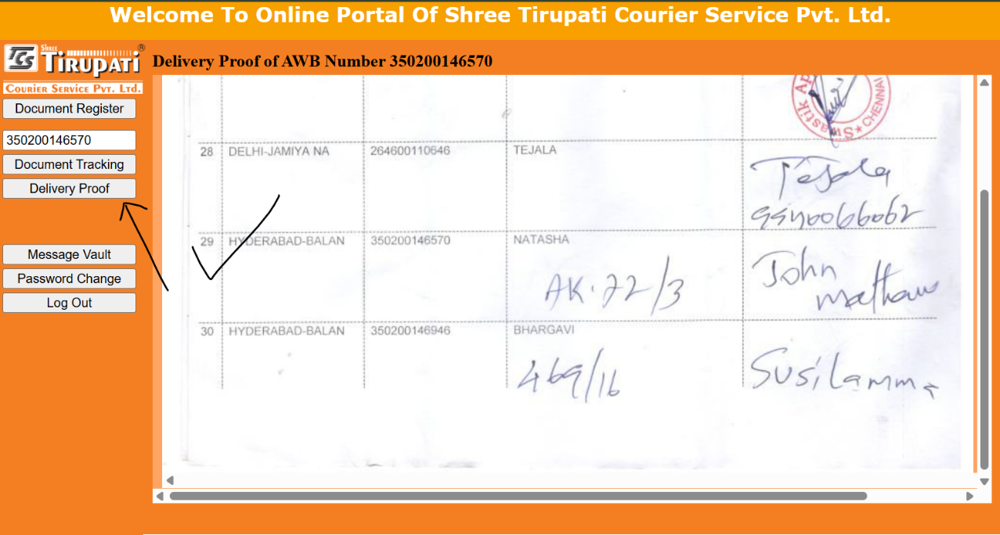 Welcome To Online Portal Of Shree Tirupati Courier Service Pvt. Ltd.
TCS SHREE TIRUPATI ®
COURIER SERVICE PVT. LTD.
Delivery Proof of AWB Number 350200146570
Document Register
350200146570
Document Tracking
Delivery Proof
Message Vault
Password Change
Log Out
Swastik Ap
★ CHENNAI
28 DELHI-JAMIYA NA 264600110646 TEJALA
Tejala
29 HYDERABAD-BALAN 350200146570 NATASHA
AK.72/3
John
30 HYDERABAD-BALAN 350200146946 BHARGAVI
469/16
Susilamma